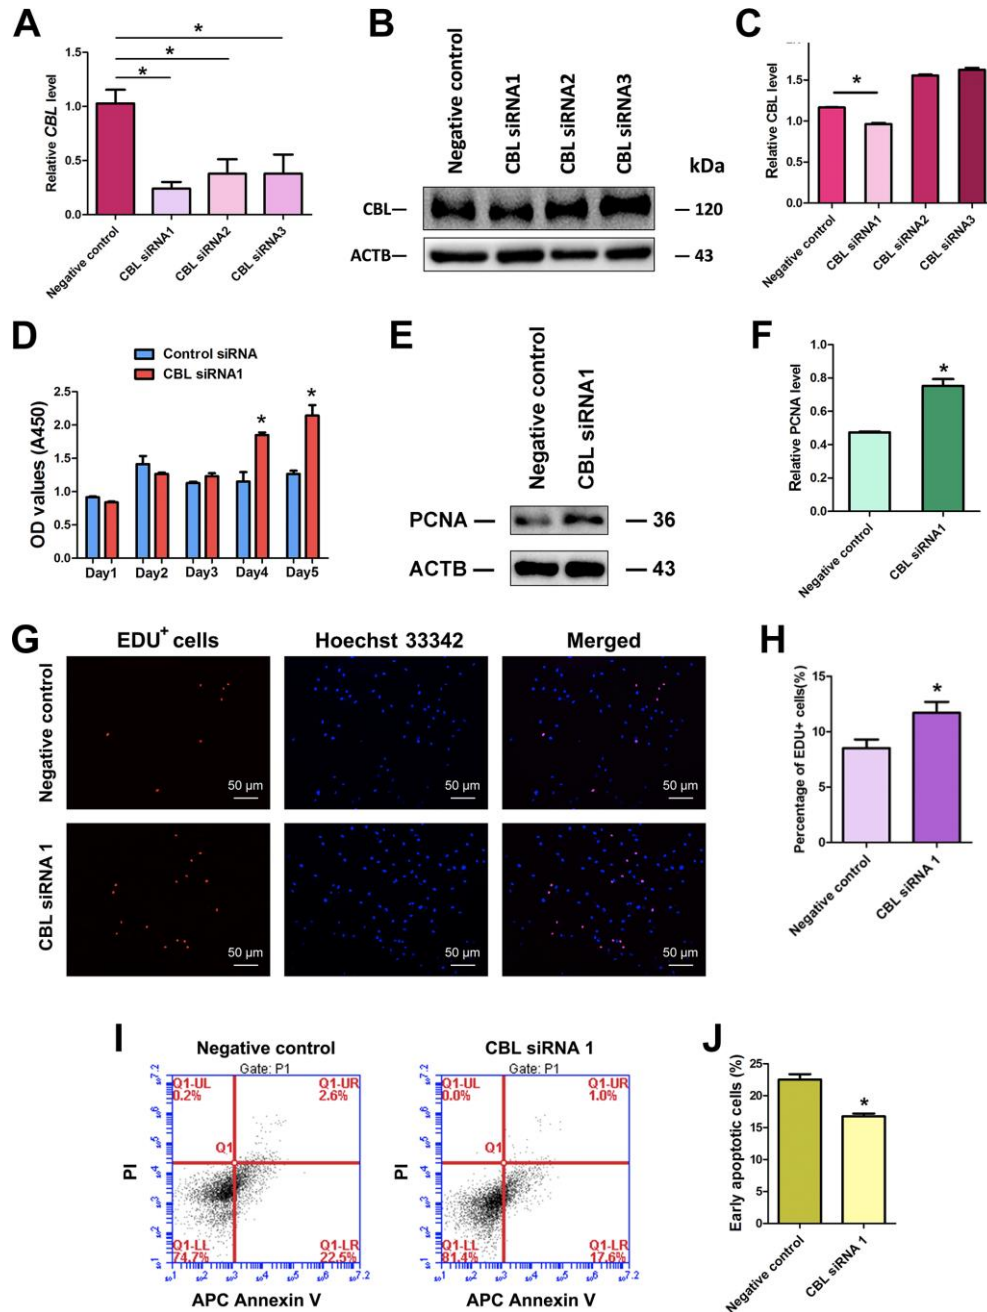 A
Relative CBL level
1.5
1.0
0.5
0.0
*
*
*
Negative control
CBL siRNA1
CBL siRNA2
CBL siRNA3
B
Negative control
CBL siRNA1
CBL siRNA2
CBL siRNA3
kDa
CBL— — 120
ACTB— — 43
C
Relative CBL level
1.5
1.0
0.5
0.0
*
Negative control
CBL siRNA1
CBL siRNA2
CBL siRNA3
D
Control siRNA
CBL siRNA1
OD values (A450)
2.5
2.0
1.5
1.0
0.5
0.0
*
*
Day1 Day2 Day3 Day4 Day5
E
Negative control
CBL siRNA1
PCNA — — 36
ACTB — — 43
F
Relative PCNA level
1.0
0.8
0.6
0.4
0.2
0.0
*
Negative control
CBL siRNA1
G
EDU+ cells Hoechst 33342 Merged
Negative control
50 µm 50 µm 50 µm
CBL siRNA 1
50 µm 50 µm 50 µm
H
Percentage of EDU+ cells(%)
15
10
5
0
*
Negative control
CBL siRNA 1
I
Negative control
Gate: P1
Q1-UL Q1-UR
0.2% 2.6%
Q1
Q1-LL Q1-LR
74.7% 22.5%
PI
APC Annexin V
CBL siRNA 1
Gate: P1
Q1-UL Q1-UR
0.0% 1.0%
Q1
Q1-LL Q1-LR
81.4% 17.6%
PI
APC Annexin V
J
Early apoptotic cells (%)
25
20
15
10
5
0
*
Negative control
CBL siRNA 1